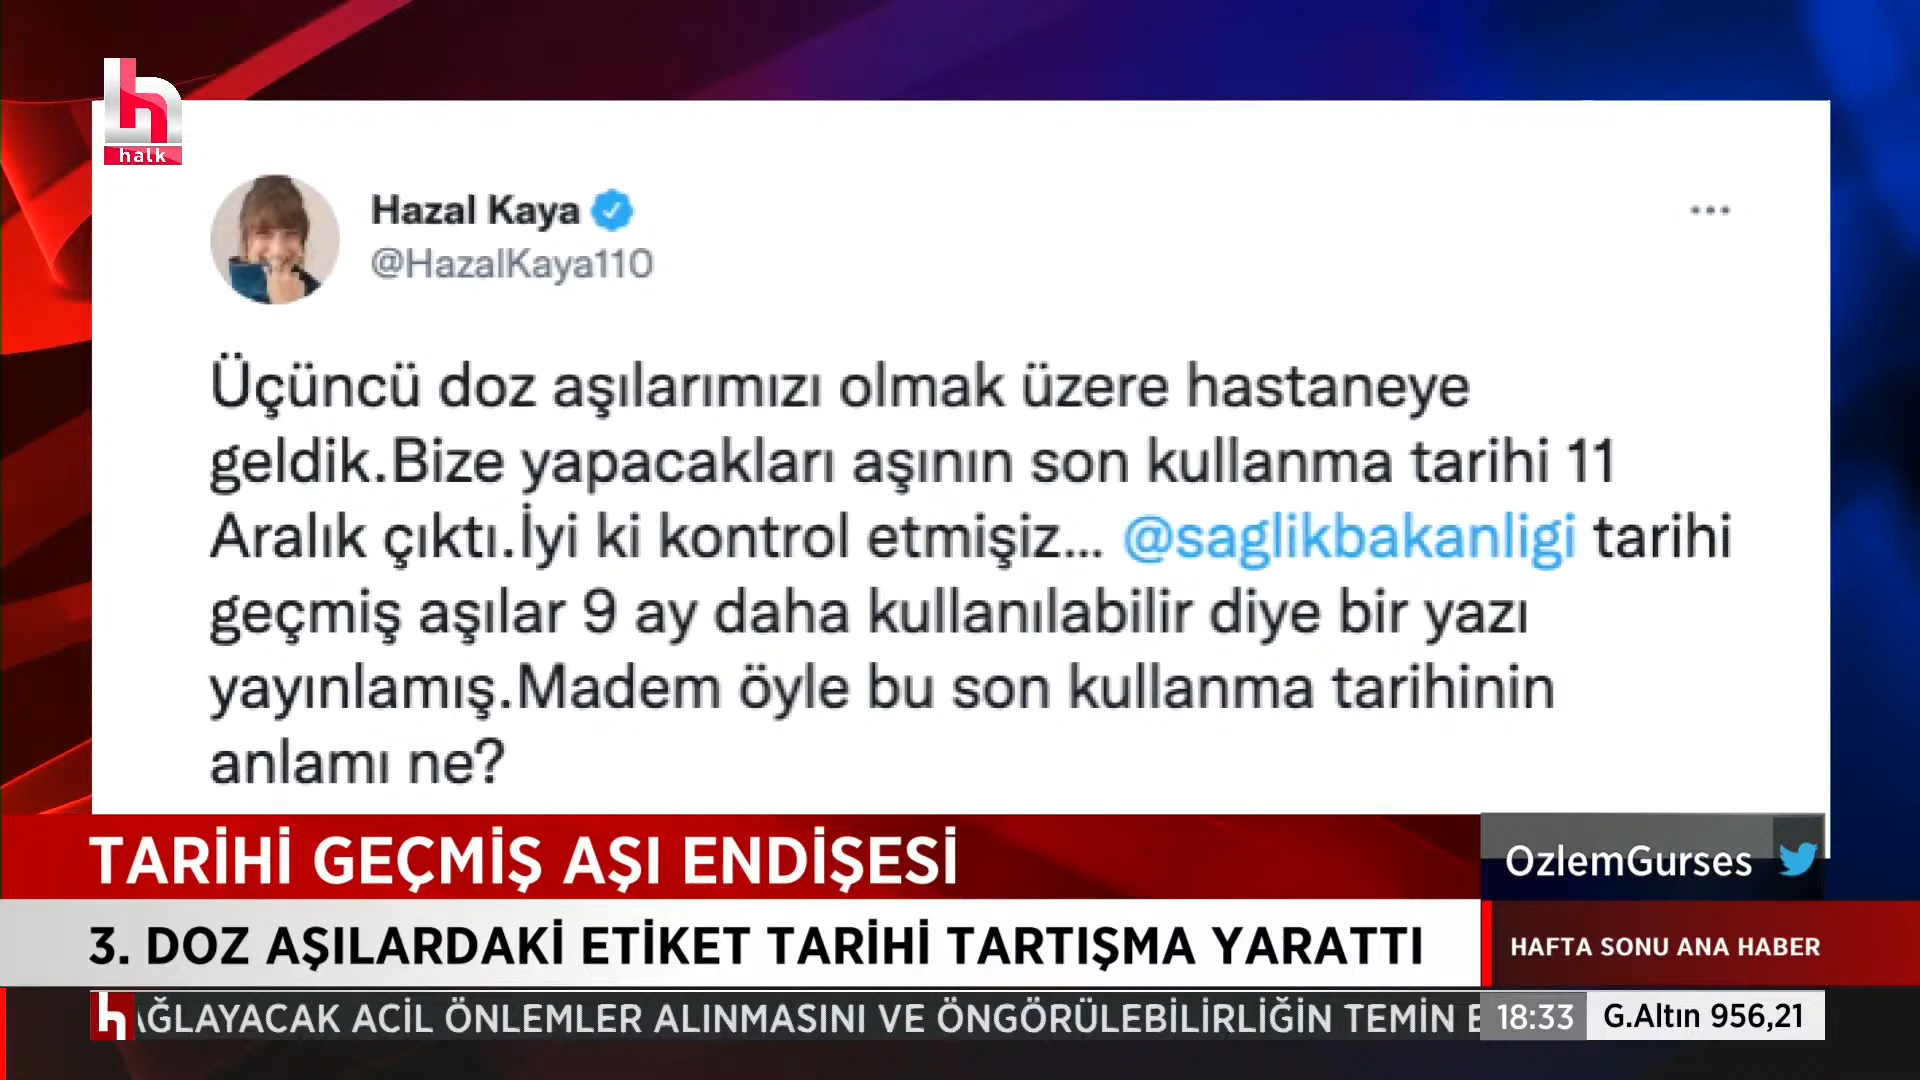 h
halk
Hazal Kaya
@HazalKaya110
Üçüncü doz aşılarımızı olmak üzere hastaneye
geldik.Bize yapacakları aşının son kullanma tarihi 11
Aralık çıktı.İyi ki kontrol etmişiz... @saglikbakanligi tarihi
geçmiş aşılar 9 ay daha kullanılabilir diye bir yazı
yayınlamış.Madem öyle bu son kullanma tarihinin
anlamı ne?
TARİHİ GEÇMİŞ AŞI ENDİŞESİ
OzlemGurses
3. DOZ AŞILARDAKİ ETİKET TARİHİ TARTIŞMA YARATTI
HAFTA SONU ANA HABER
h AĞLAYACAK ACİL ÖNLEMLER ALINMASINI VE ÖNGÖRÜLEBİLİRLİĞİN TEMİN E 18:33 G.Altın 956,21